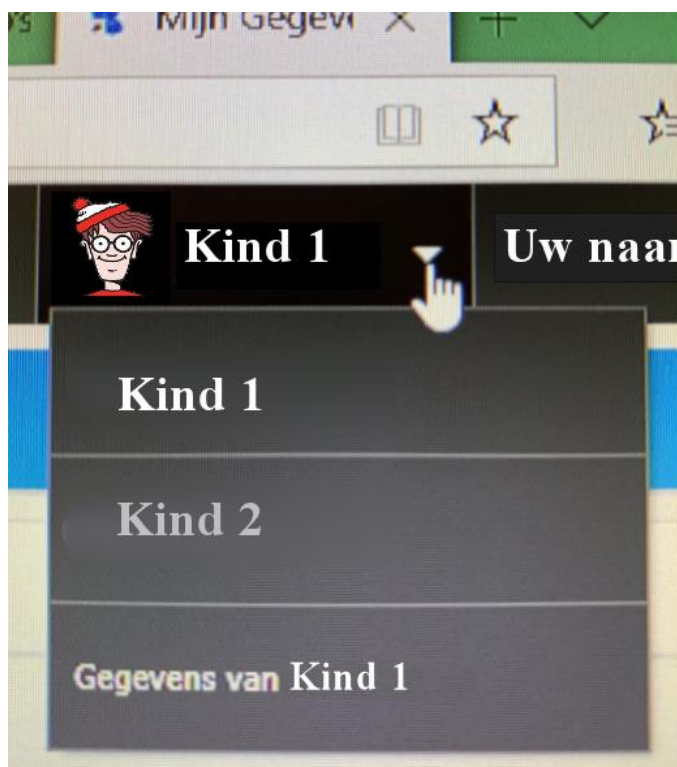 's Mijn Gegeve
Kind 1 Uw naar
Kind 1
Kind 2
Gegevens van Kind 1